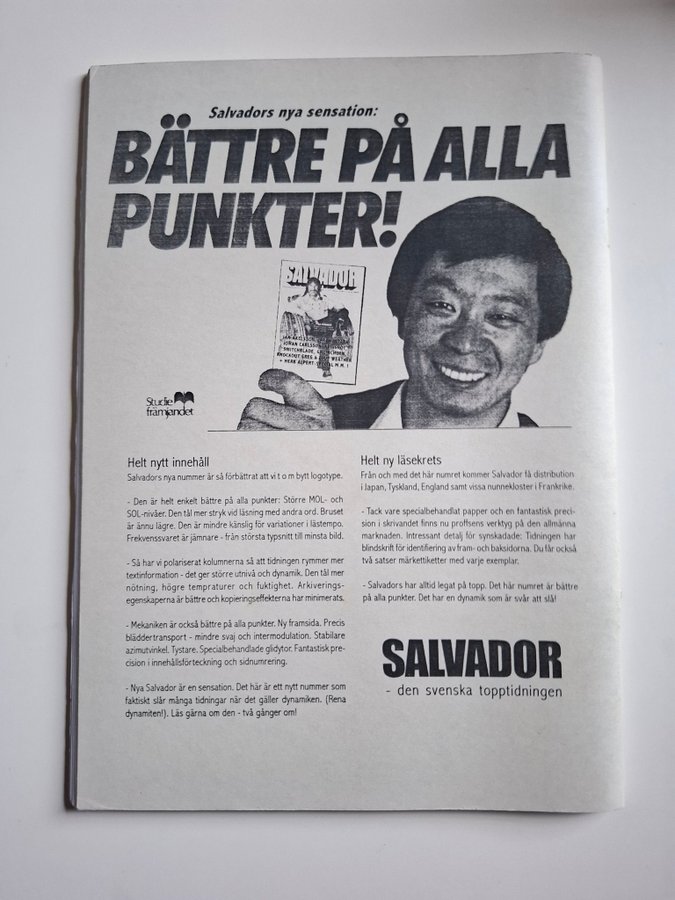 Salvadors nya sensation:
BÄTTRE PÅ ALLA
PUNKTER!
SALVADOR
KNOCKOUT GREG &
Studie
främjandet
Helt nytt innehåll
Salvadors nya nummer är så förbättrat att vi t o m bytt logotype.
- Den är helt enkelt bättre på alla punkter: Större MOL- och
SOL-nivåer. Den tål mer stryk vid läsning med andra ord. Bruset
är ännu lägre. Den är mindre känslig för variationer i lästempo.
Frekvenssvaret är jämnare - från största typsnitt till minsta bild.
- Så har vi polariserat kolumnerna så att tidningen rymmer mer
textinformation - det ger större utnivå och dynamik. Den tål mer
nötning, högre tempraturer och fuktighet. Arkiverings-
egenskaperna är bättre och kopieringseffekterna har minimerats.
- Mekaniken är också bättre på alla punkter. Ny framsida. Precis
bläddertransport - mindre svaj och intermodulation. Stabilare
azimutvinkel. Tystare. Specialbehandlade glidytor. Fantastisk pre-
cision i innehållsförteckning och sidnumrering.
- Nya Salvador är en sensation. Det här är ett nytt nummer som
faktiskt slår många tidningar när det gäller dynamiken. (Rena
dynamiten!). Läs gärna om den - två gånger om!
Helt ny läsekrets
Från och med det här numret kommer Salvador få distribution
i Japan, Tyskland, England samt vissa nunnekloster i Frankrike.
- Tack vare specialbehandlat papper och en fantastisk preci-
sion i skrivandet finns nu proffsens verktyg på den allmänna
marknaden. Intressant detalj för synskadade: Tidningen har
blindskrift för identifiering av fram- och baksidorna. Du får också
två satser märkettiketter med varje exemplar.
- Salvadors har alltid legat på topp. Det här numret är bättre
på alla punkter. Det har en dynamik som är svår att slå!
SALVADOR
- den svenska topptidningen